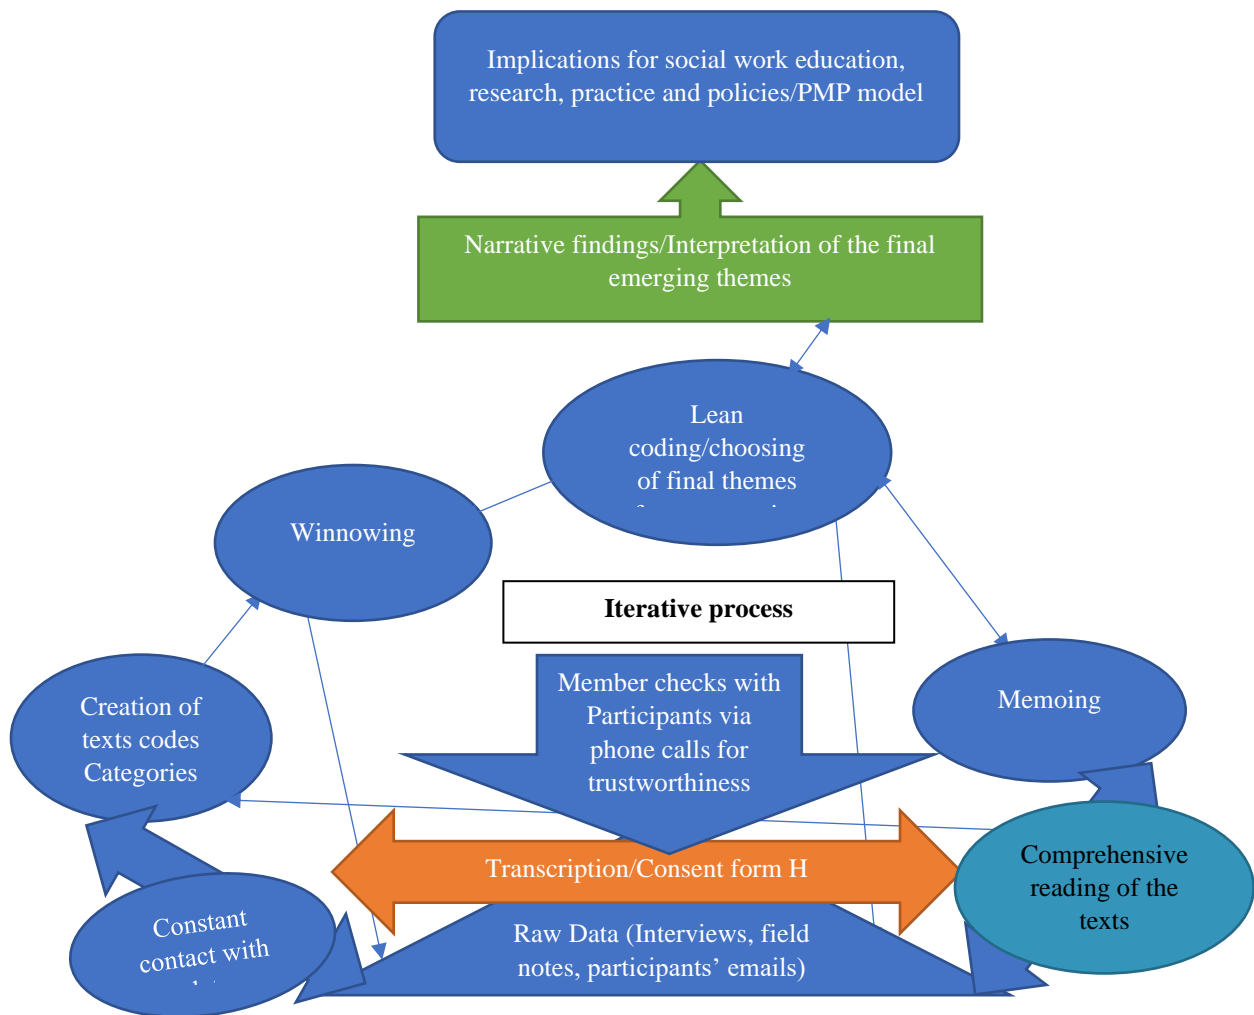 Implications for social work education,
research, practice and policies/PMP model
Narrative findings/Interpretation of the final
emerging themes
Lean
coding/choosing
of final themes
Winnowing
Iterative process
Member checks with
Participants via
phone calls for
trustworthiness
Memoing
Creation of
texts codes
Categories
Transcription/Consent form H
Comprehensive
reading of the
texts
Constant
contact with
Raw Data (Interviews, field
notes, participants’ emails)